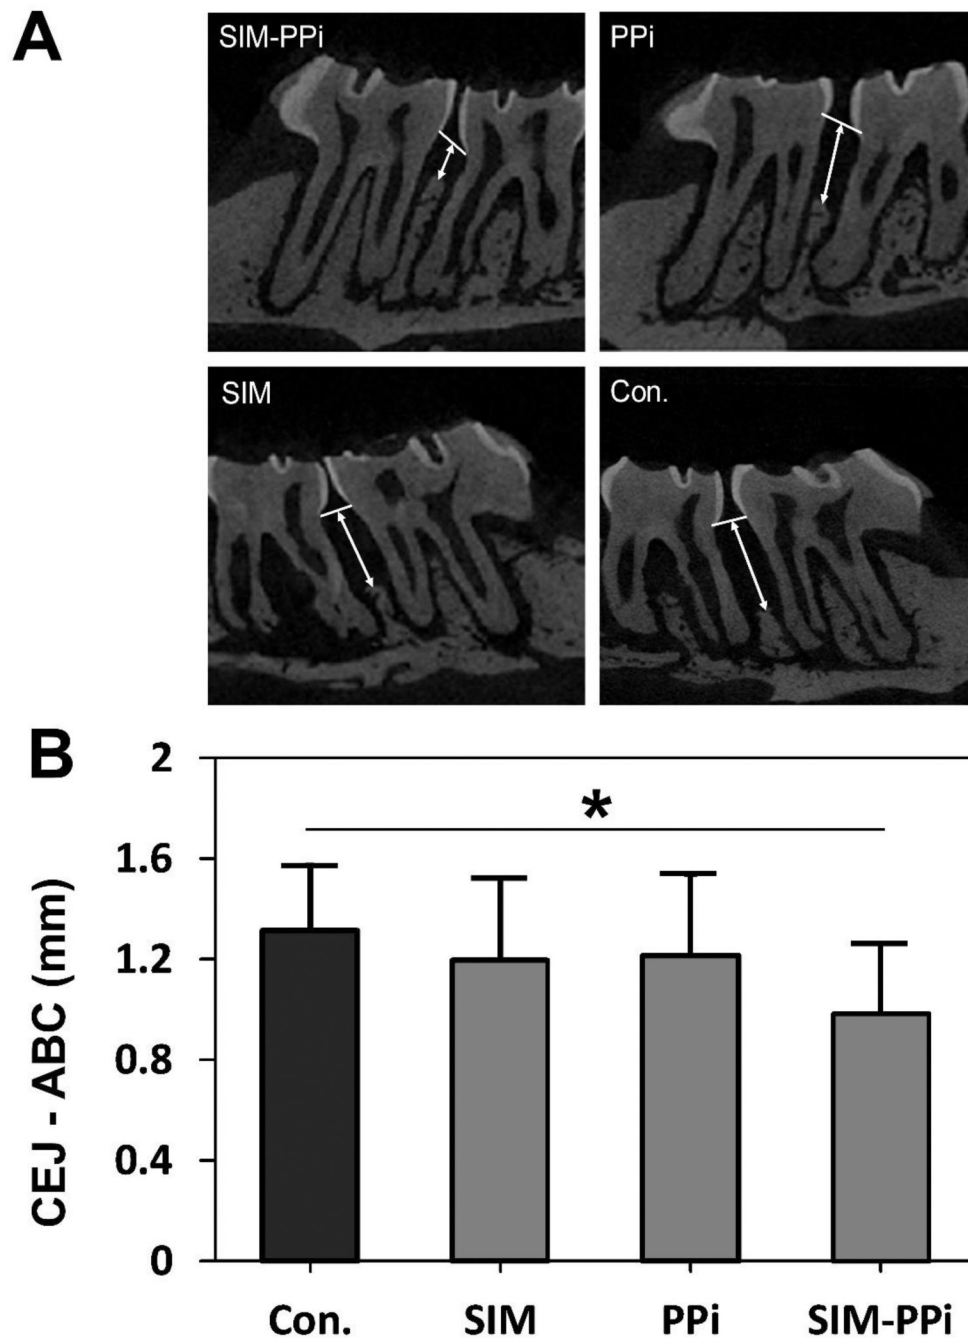 A
SIM-PPi
PPi
SIM
Con.
B
CEJ - ABC (mm)
2
1.6
1.2
0.8
0.4
0
*
Con.
SIM
PPi
SIM-PPi